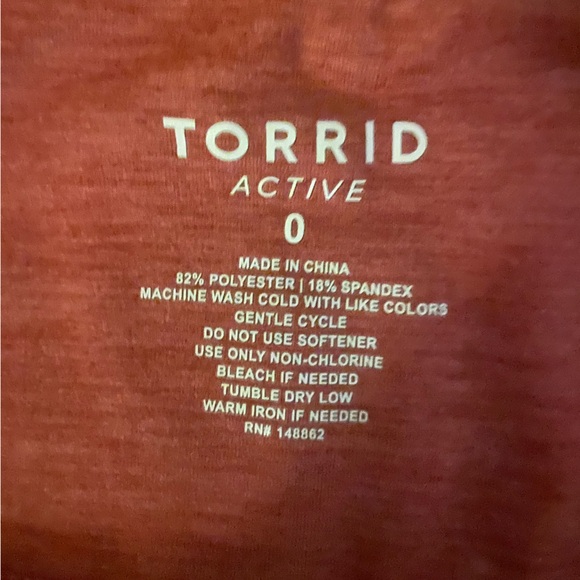 TORRID
ACTIVE
0
MADE IN CHINA
82% POLYESTER | 18% SPANDEX
MACHINE WASH COLD WITH LIKE COLORS
GENTLE CYCLE
DO NOT USE SOFTENER
USE ONLY NON-CHLORINE
BLEACH IF NEEDED
TUMBLE DRY LOW
WARM IRON IF NEEDED
RN# 148862